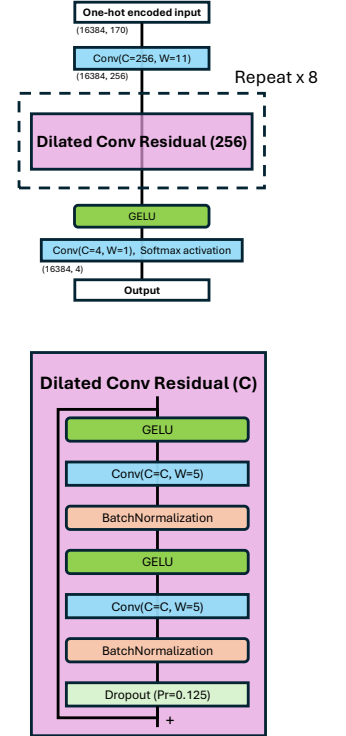 One-hot encoded input
(16384, 170)
Conv(C=256, W=11)
(16384, 256)
Repeat x 8
Dilated Conv Residual (256)
GELU
Conv(C=4, W=1), Softmax activation
(16384, 4)
Output
Dilated Conv Residual (C)
GELU
Conv(C=C, W=5)
BatchNormalization
GELU
Conv(C=C, W=5)
BatchNormalization
Dropout (Pr=0.125)
+